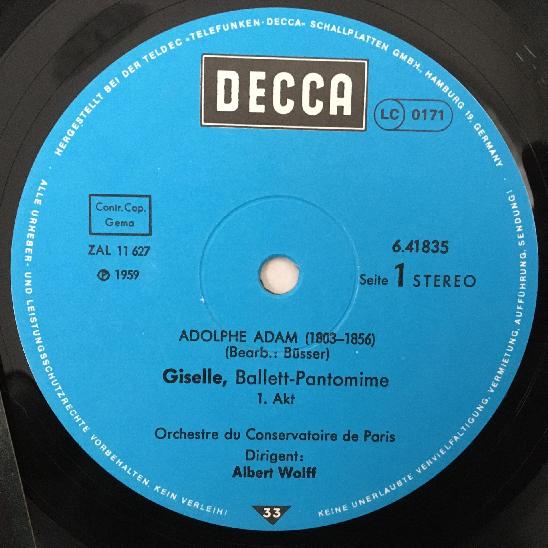 HERGESTELLT BEI DER TELDEC »TELEFUNKEN·DECCA« SCHALLPLATTEN GMBH, HAMBURG 19, GERMANY
DECCA
LC 0171
Contr. Cop.
Gema
ZAL 11 627
℗ 1959
6.41835
Seite 1 STEREO
ADOLPHE ADAM (1803–1856)
(Bearb.: Büsser)
Giselle, Ballett-Pantomime
1. Akt
Orchestre du Conservatoire de Paris
Dirigent:
Albert Wolff
33
ALLE URHEBER- UND LEISTUNGSSCHUTZRECHTE VORBEHALTEN. KEIN VERLEIH!
KEINE UNERLAUBTE VERVIELFÄLTIGUNG, VERMIETUNG, AUFFÜHRUNG, SENDUNG!